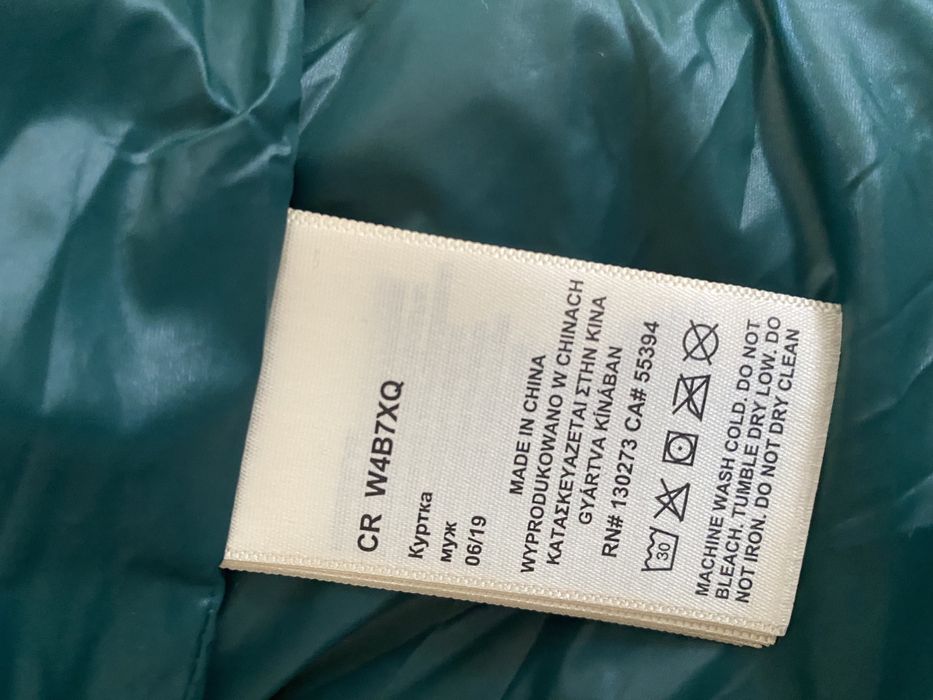 CR W4B7XQ
Куртка
муж
06/19
MADE IN CHINA
WYPRODUKOWANO W CHINACH
ΚΑΤΑΣΚΕΥΑΖΕΤΑΙ ΣΤΗΝ ΚΙΝΑ
GYÁRTVA KÍNÁBAN
RN# 130273 CA# 55394
30
MACHINE WASH COLD. DO NOT
BLEACH. TUMBLE DRY LOW. DO
NOT IRON. DO NOT DRY CLEAN